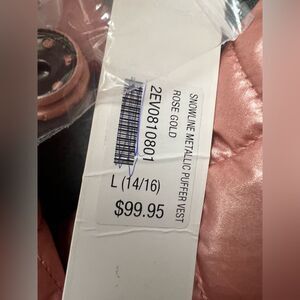 SNOWLINE METALLIC PUFFER VEST
ROSE GOLD
2EV0810801
L (14/16)
$99.95